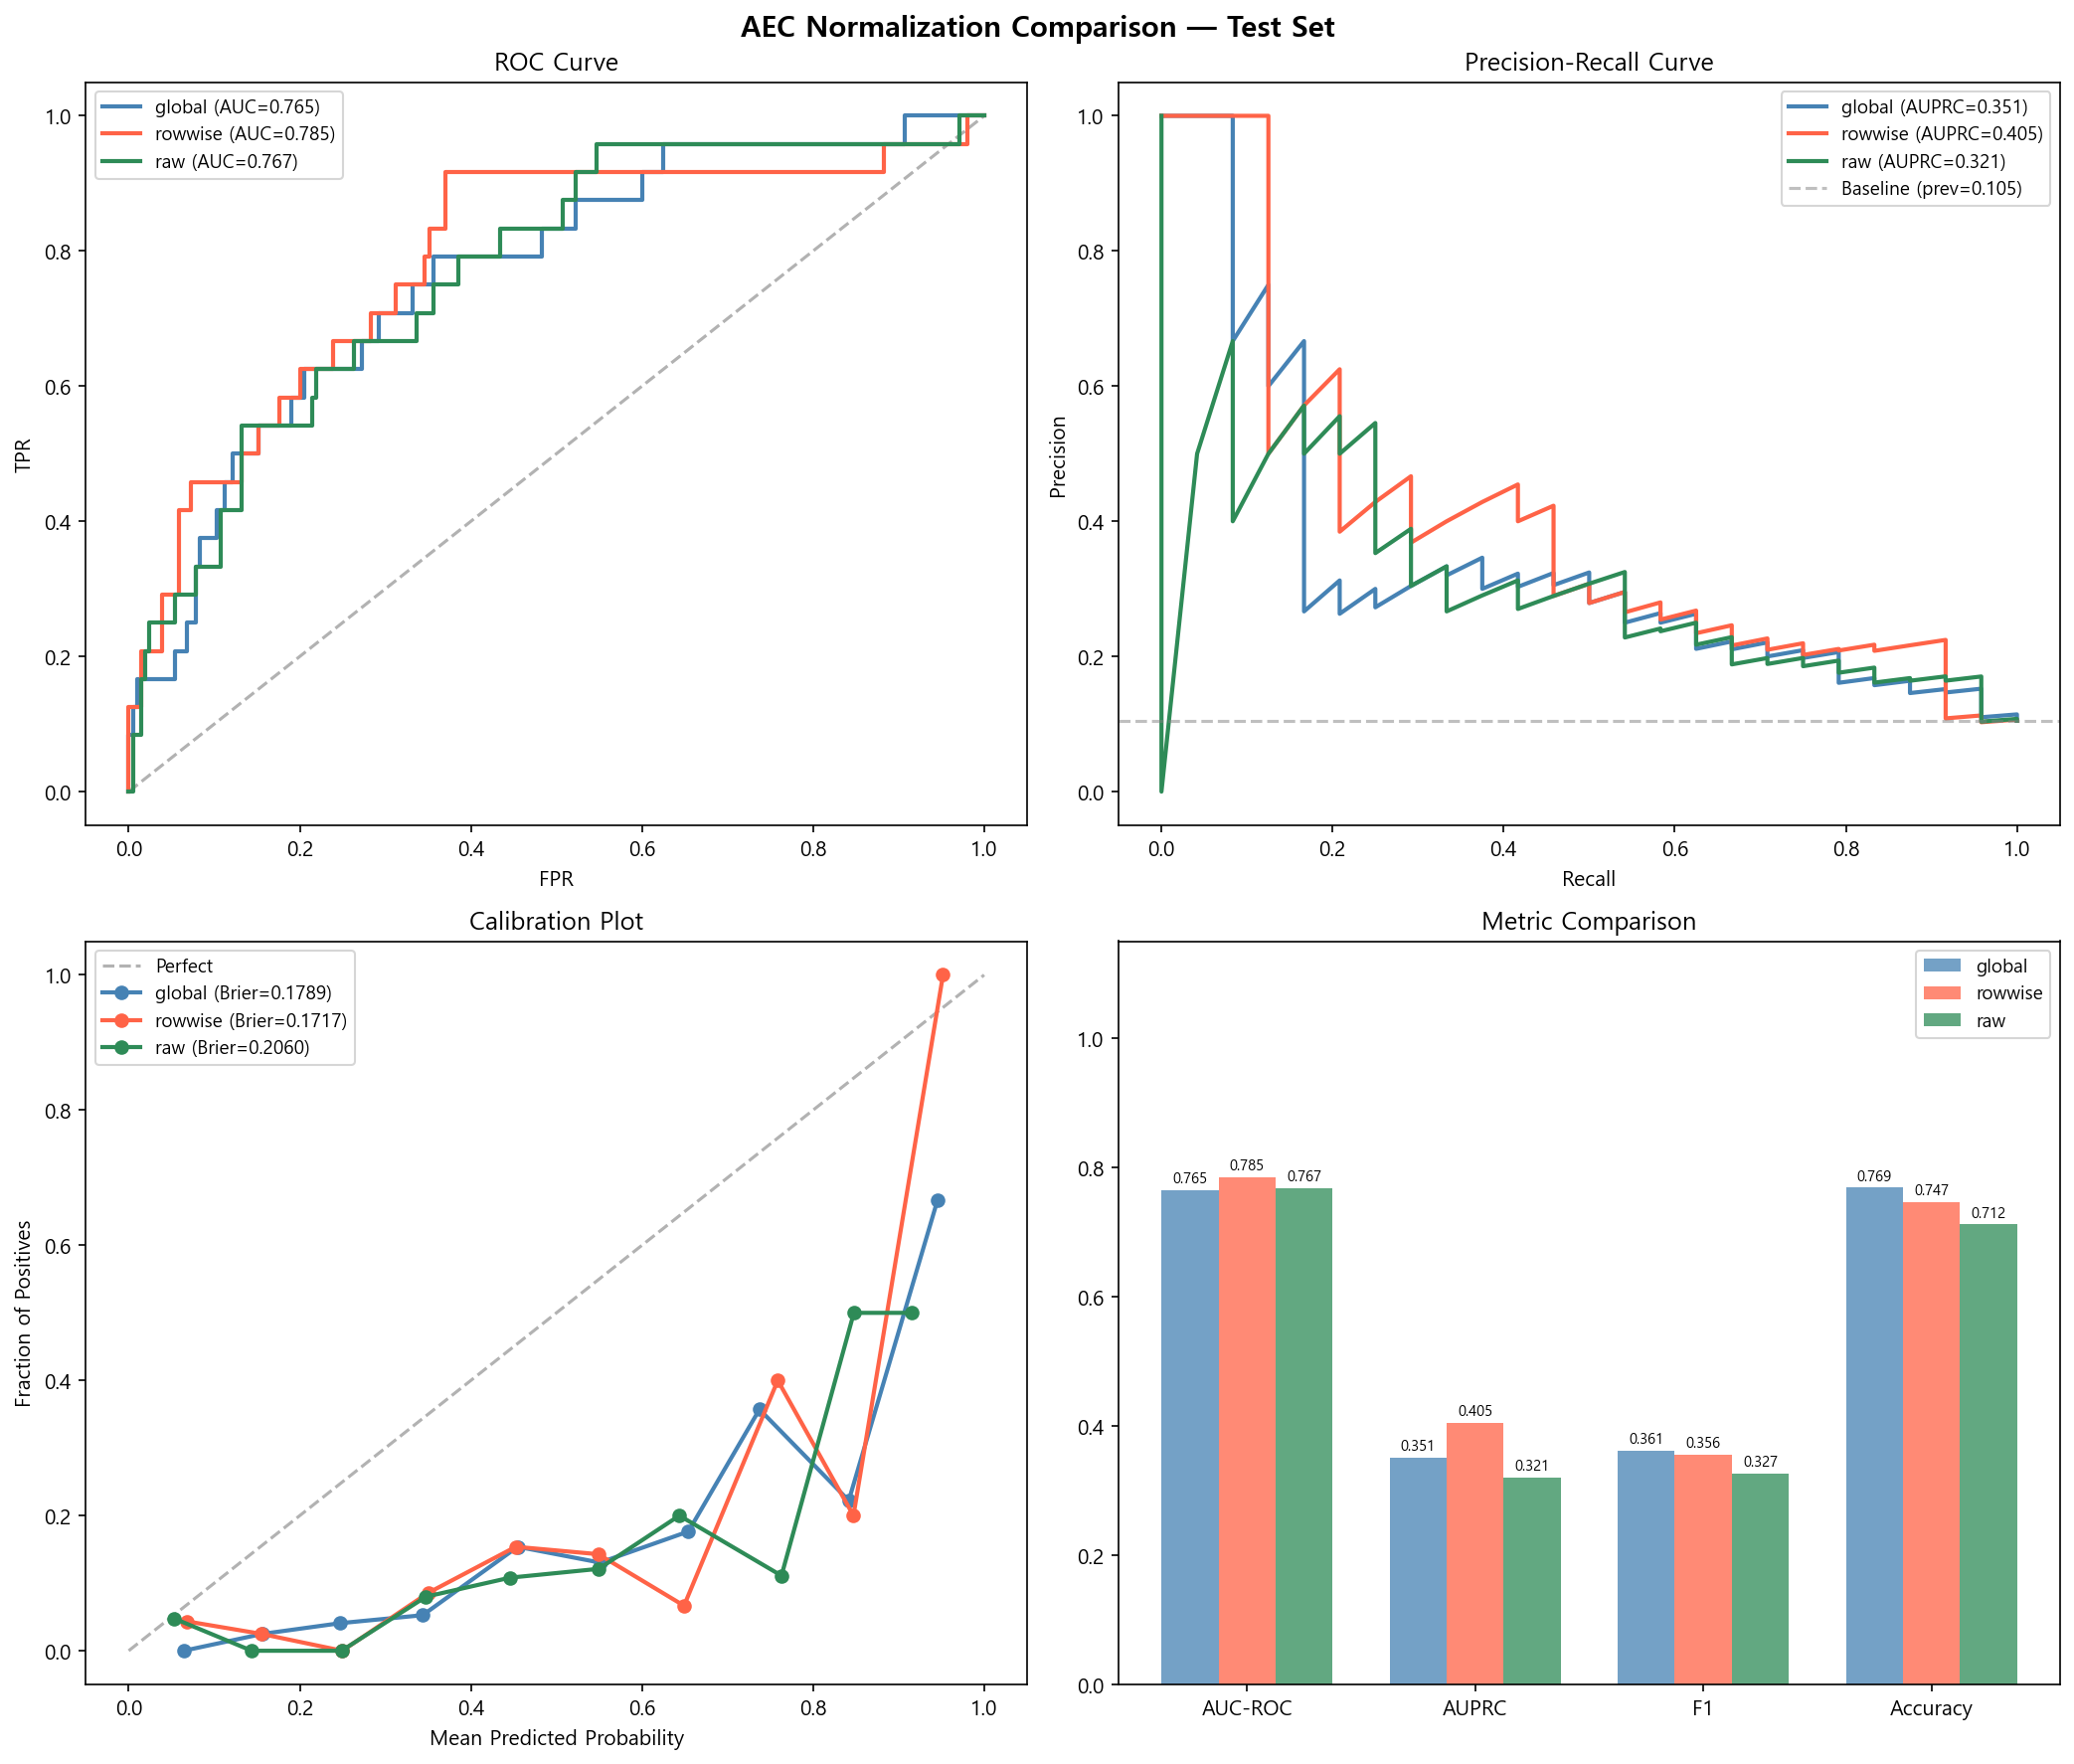 AEC Normalization Comparison — Test Set
ROC Curve
global (AUC=0.765)
rowwise (AUC=0.785)
raw (AUC=0.767)
TPR
1.0
0.8
0.6
0.4
0.2
0.0
0.0 0.2 0.4 0.6 0.8 1.0
FPR
Precision-Recall Curve
global (AUPRC=0.351)
rowwise (AUPRC=0.405)
raw (AUPRC=0.321)
Baseline (prev=0.105)
Precision
1.0
0.8
0.6
0.4
0.2
0.0
0.0 0.2 0.4 0.6 0.8 1.0
Recall
Calibration Plot
Perfect
global (Brier=0.1789)
rowwise (Brier=0.1717)
raw (Brier=0.2060)
Fraction of Positives
1.0
0.8
0.6
0.4
0.2
0.0
0.0 0.2 0.4 0.6 0.8 1.0
Mean Predicted Probability
Metric Comparison
global
rowwise
raw
1.0
0.8
0.6
0.4
0.2
0.0
0.765 0.785 0.767
0.351 0.405 0.321
0.361 0.356 0.327
0.769 0.747 0.712
AUC-ROC AUPRC F1 Accuracy